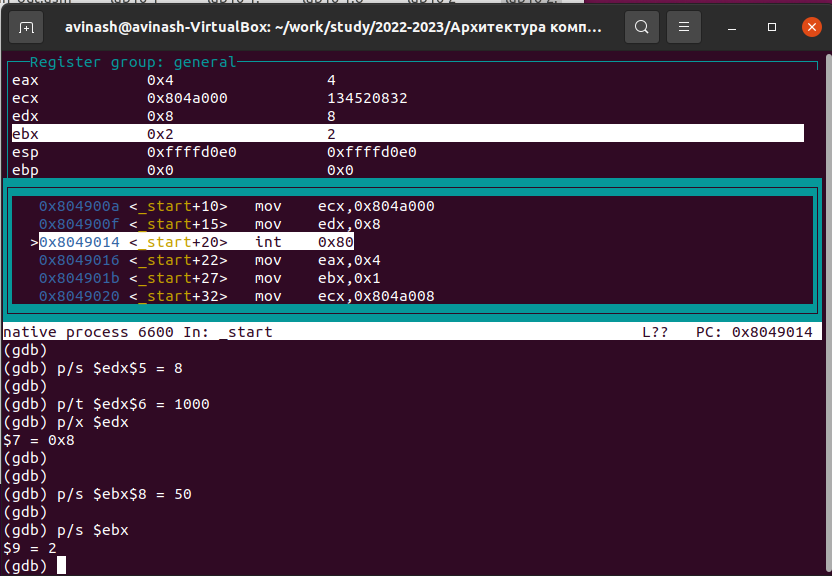 avinash@avinash-VirtualBox: ~/work/study/2022-2023/Архитектура комп...
Register group: general
eax 0x4 4
ecx 0x804a000 134520832
edx 0x8 8
ebx 0x2 2
esp 0xffffd0e0 0xffffd0e0
ebp 0x0 0x0
0x804900a <_start+10> mov ecx,0x804a000
0x804900f <_start+15> mov edx,0x8
>0x8049014 <_start+20> int 0x80
0x8049016 <_start+22> mov eax,0x4
0x804901b <_start+27> mov ebx,0x1
0x8049020 <_start+32> mov ecx,0x804a008
native process 6600 In: _start L?? PC: 0x8049014
(gdb)
(gdb) p/s $edx$5 = 8
(gdb)
(gdb) p/t $edx$6 = 1000
(gdb) p/x $edx
$7 = 0x8
(gdb)
(gdb)
(gdb) p/s $ebx$8 = 50
(gdb)
(gdb) p/s $ebx
$9 = 2
(gdb)